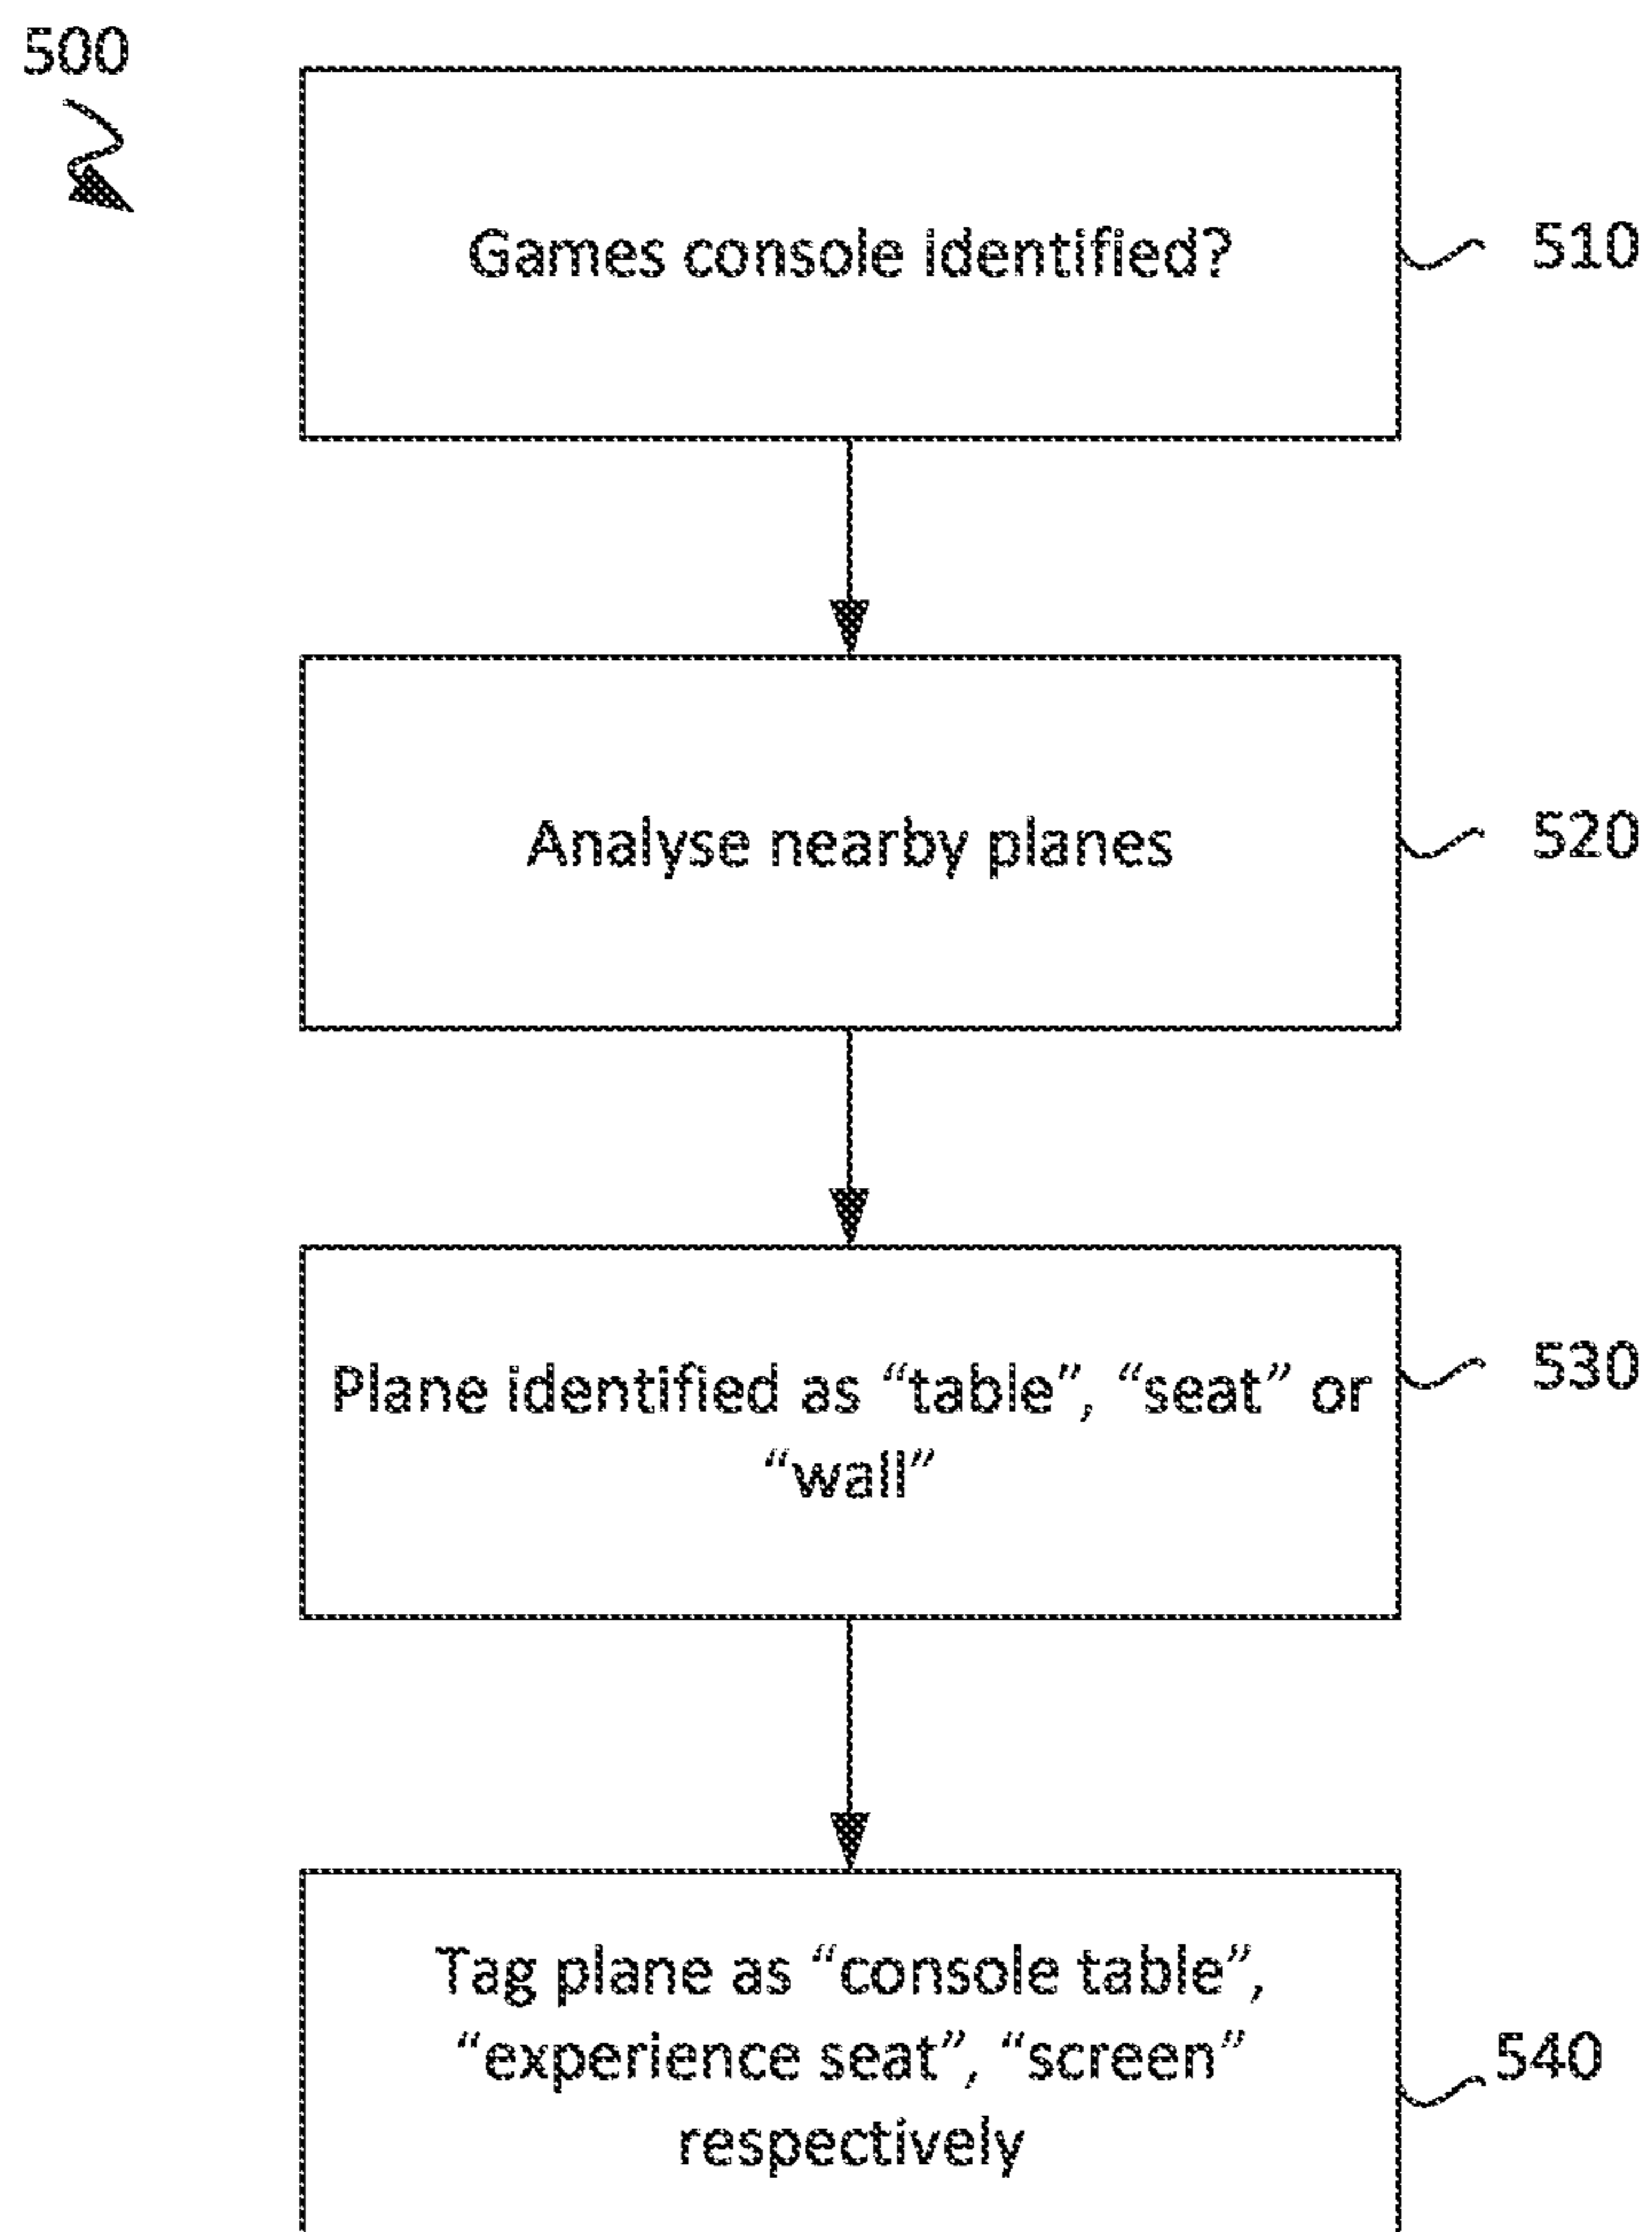 500
Games console identified?
510
Analyse nearby planes
520
Plane identified as “table”, “seat” or
“wall”
530
Tag plane as “console table”,
“experience seat”, “screen”
respectively
540